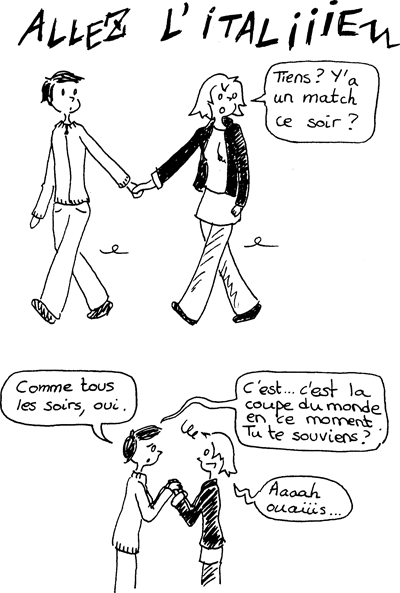 ALLEZ L'iTALiiiEN
Tiens? Y'a
un match
ce soir?
Comme tous
les soirs, oui.
C'est... c'est la
coupe du monde
en ce moment.
Tu te souviens?
Aaaah
ouaiiis...